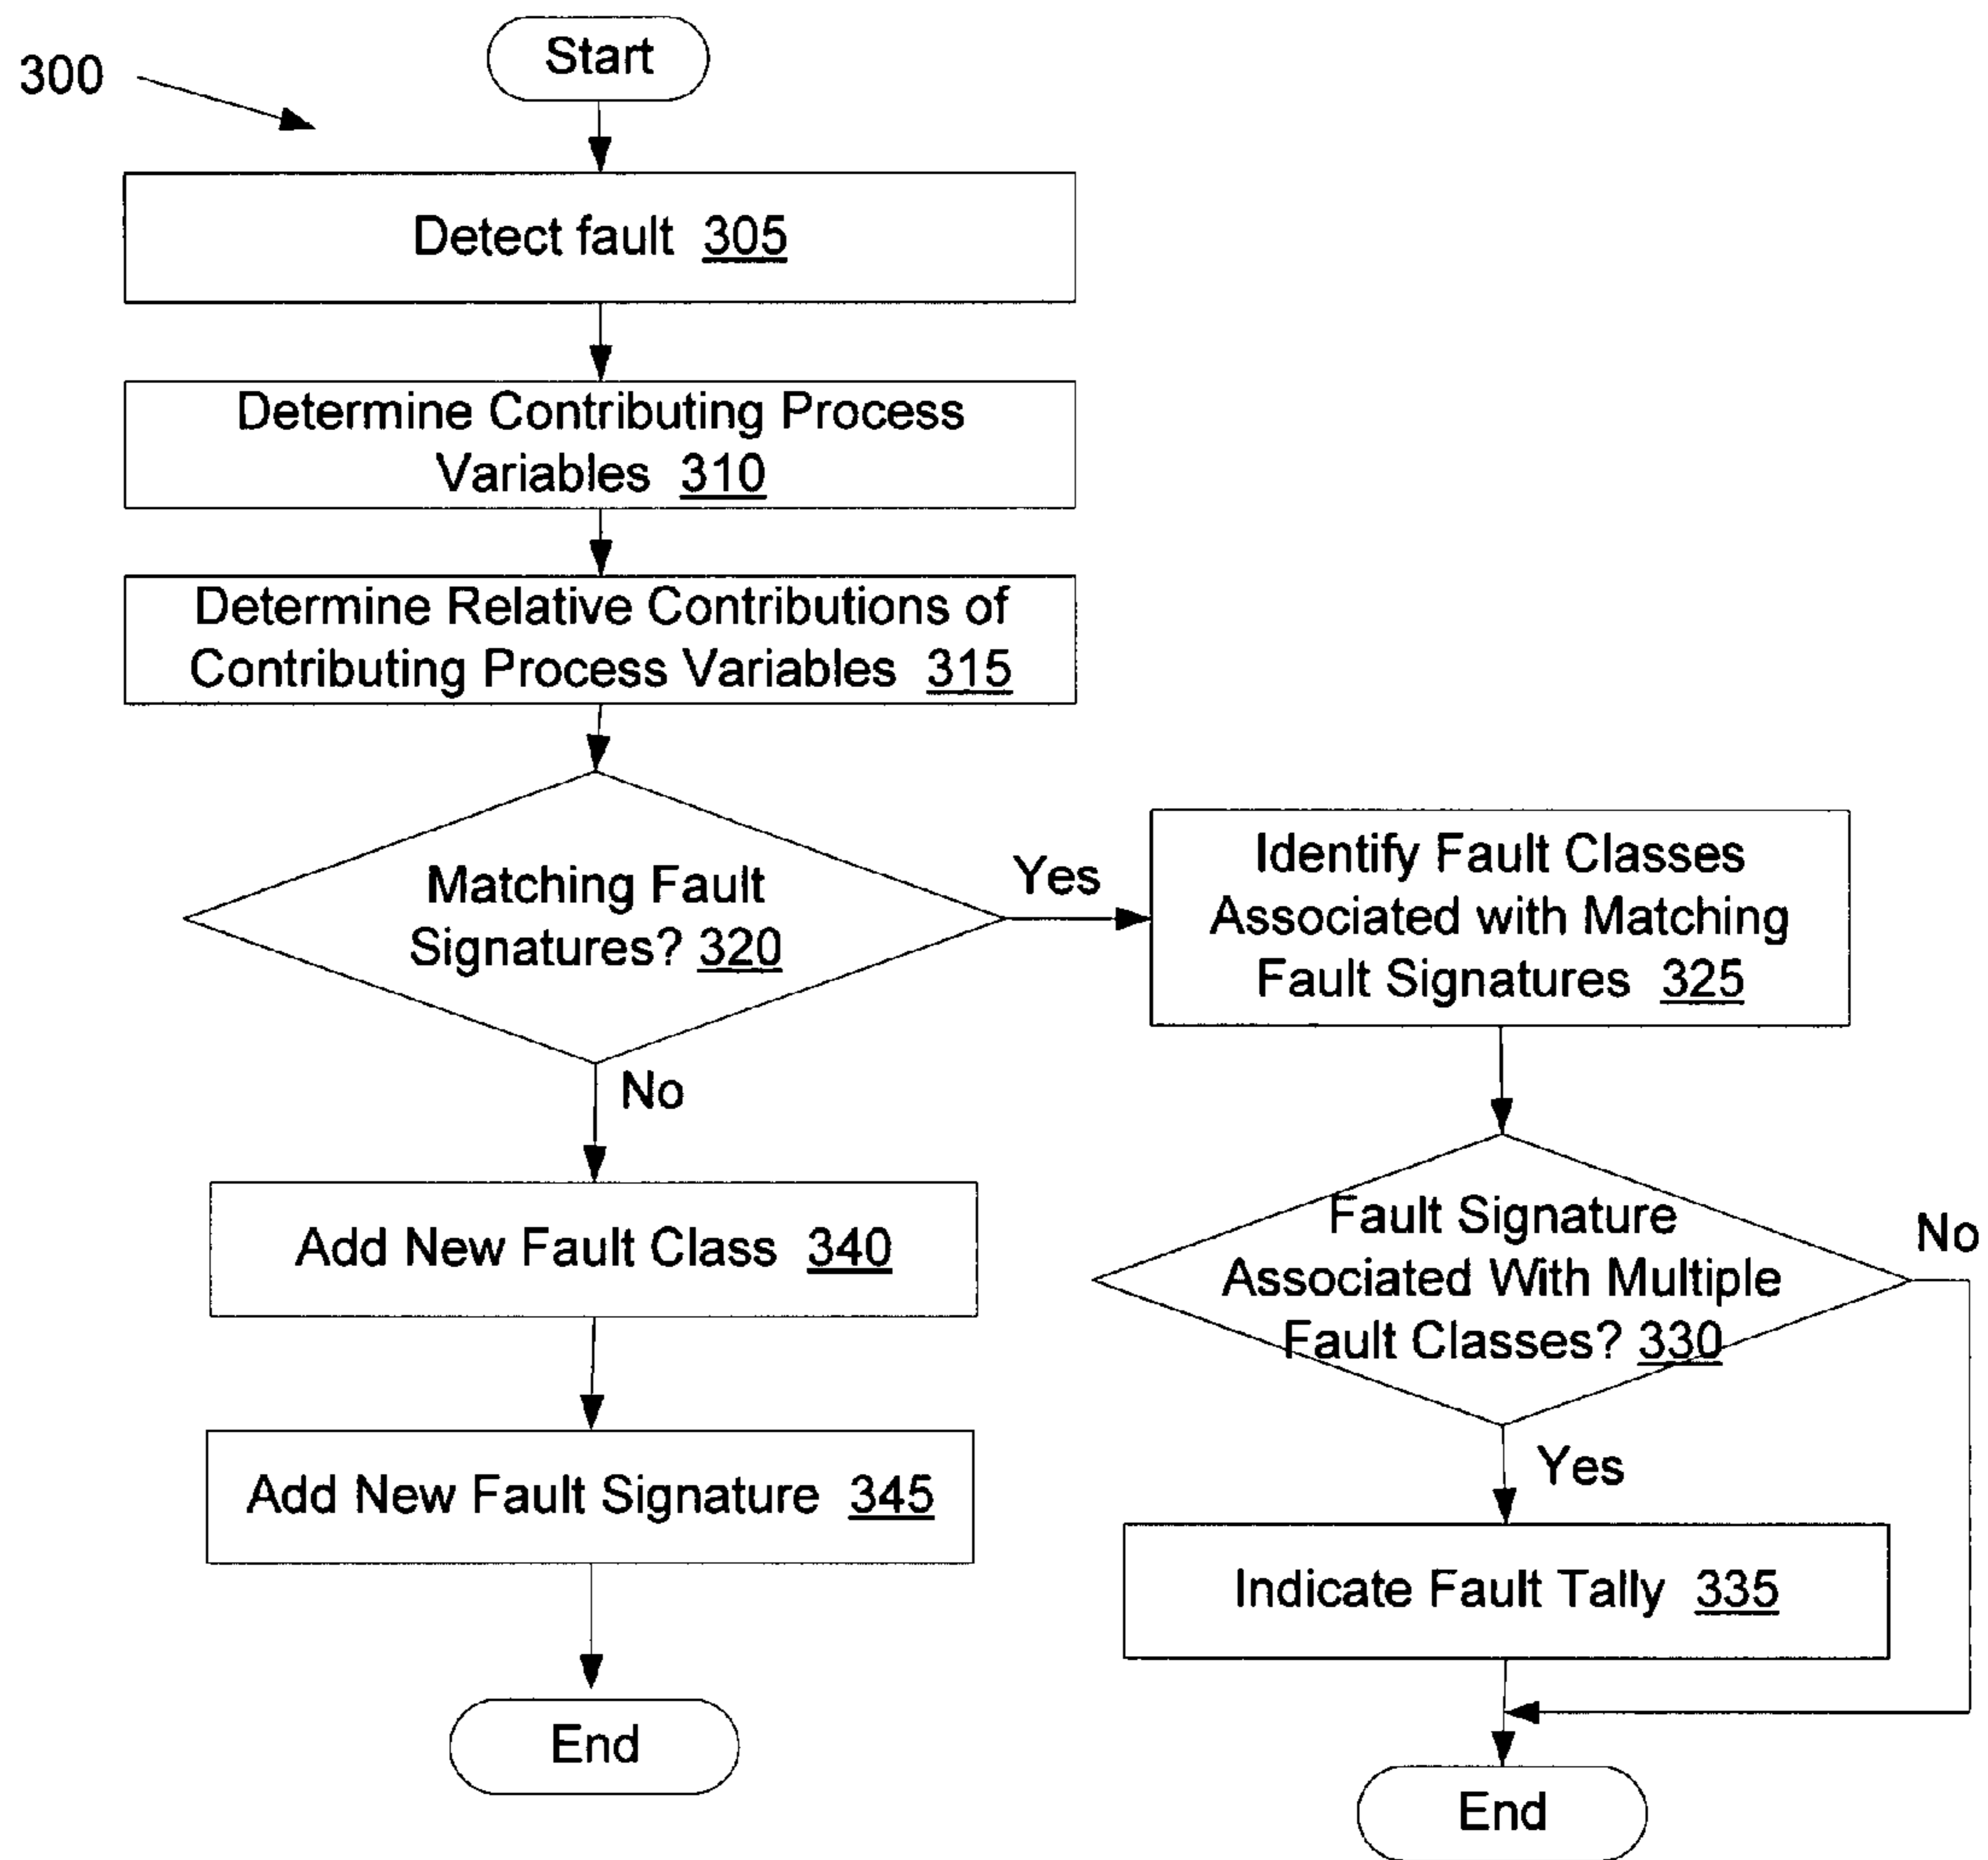 300
Start
Detect fault 305
Determine Contributing Process
Variables 310
Determine Relative Contributions of
Contributing Process Variables 315
Matching Fault
Signatures? 320
Yes
Identify Fault Classes
Associated with Matching
Fault Signatures 325
No
Fault Signature
Associated With Multiple
Fault Classes? 330
No
Yes
Add New Fault Class 340
Add New Fault Signature 345
Indicate Fault Tally 335
End
End